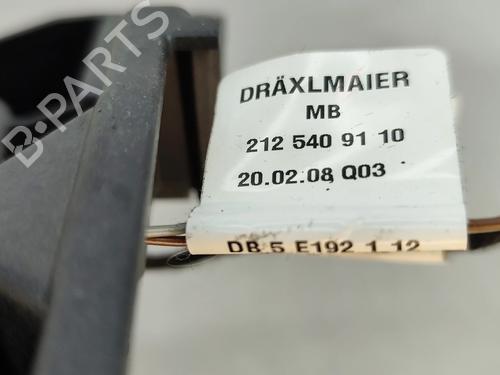 DRÄXLMAIER
MB
212 540 91 10
20.02.08 Q03
DB.5 E192 1.12
B-PARTS